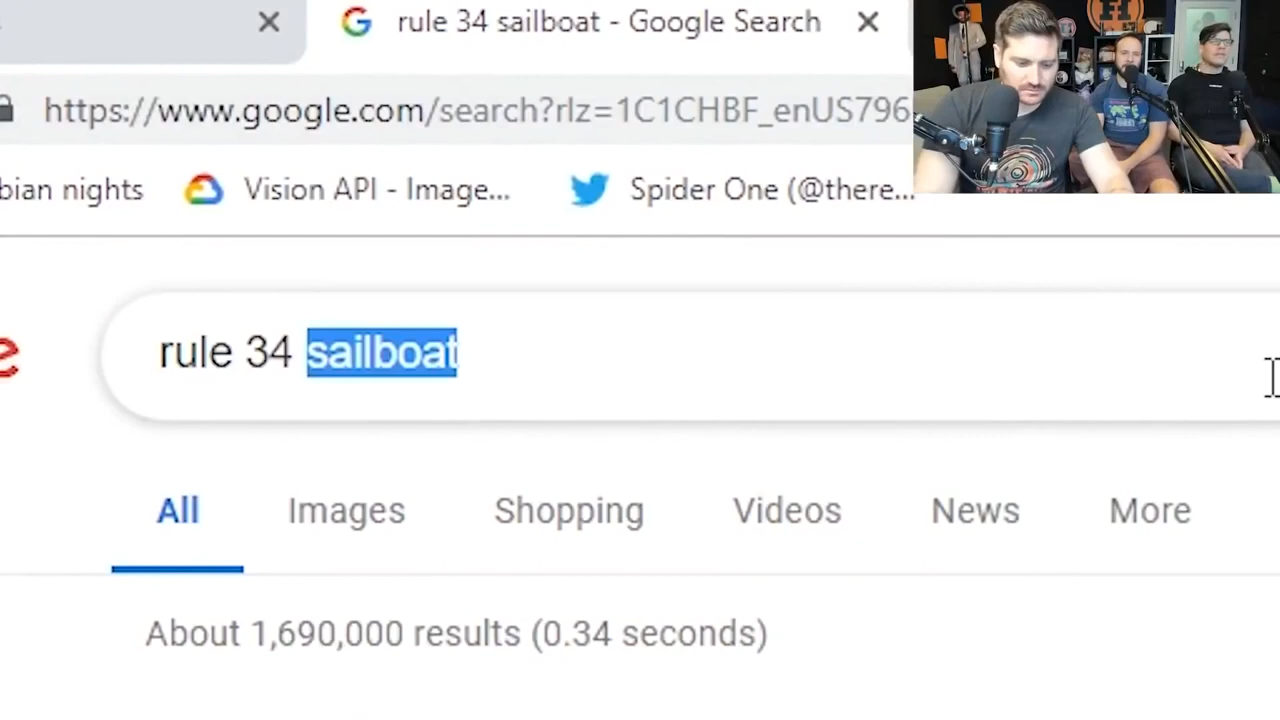 rule 34 sailboat - Google Search
https://www.google.com/search?rlz=1C1CHBF_enUS796
bian nights Vision API - Image... Spider One (@there...
e rule 34 sailboat
All Images Shopping Videos News More
About 1,690,000 results (0.34 seconds)